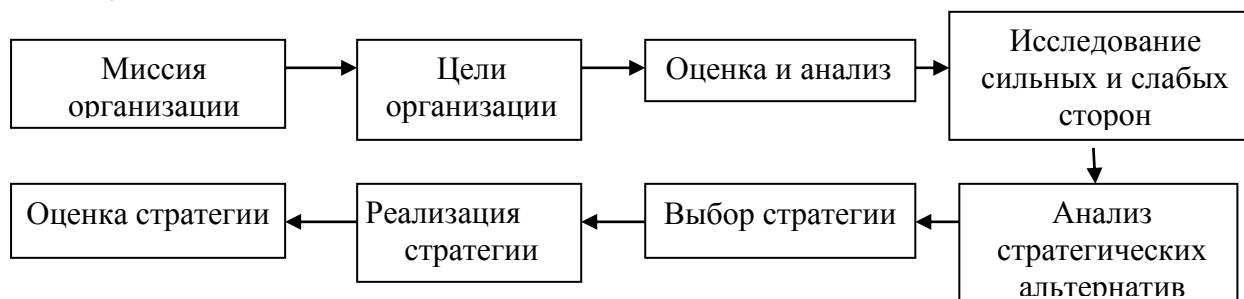 Миссия
организации
Цели
организации
Оценка и анализ
Исследование
сильных и слабых
сторон
Оценка стратегии
Реализация
стратегии
Выбор стратегии
Анализ
стратегических
альтернатив